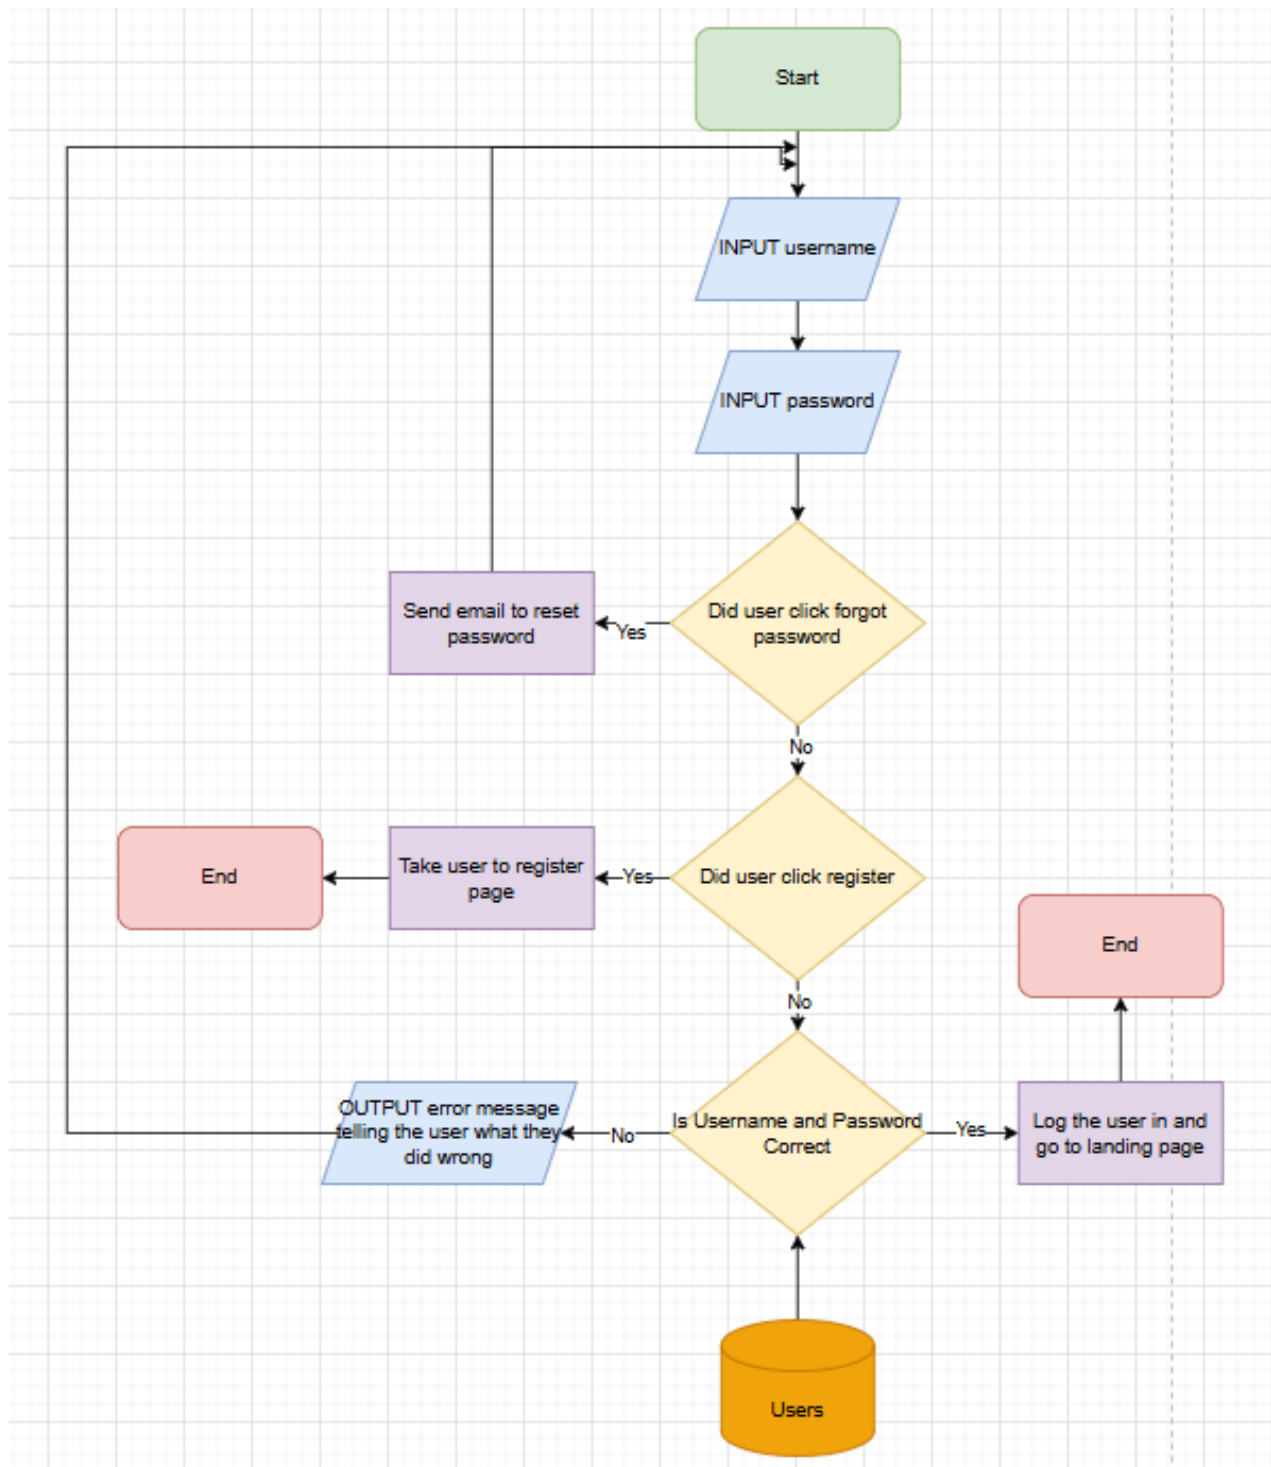 Start
INPUT username
INPUT password
Did user click forgot
password
Yes
Send email to reset
password
No
Did user click register
Yes
Take user to register
page
End
No
Is Username and Password
Correct
Yes
Log the user in and
go to landing page
End
No
OUTPUT error message
telling the user what they
did wrong
Users